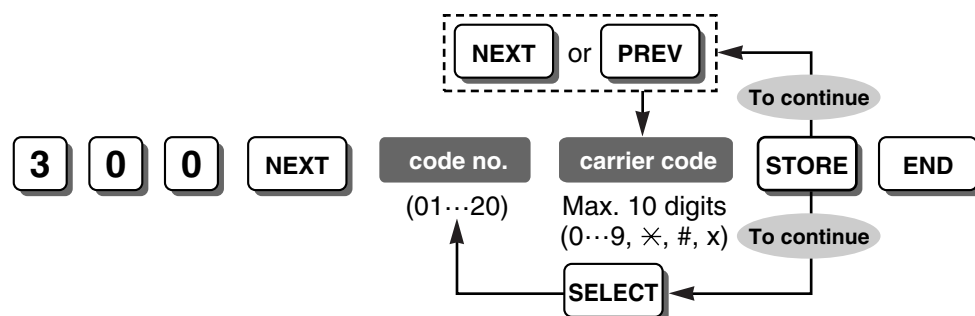 NEXT or PREV
To continue
3 0 0 NEXT code no. carrier code STORE END
(01···20) Max. 10 digits
(0···9, ✳, #, x)
To continue
SELECT